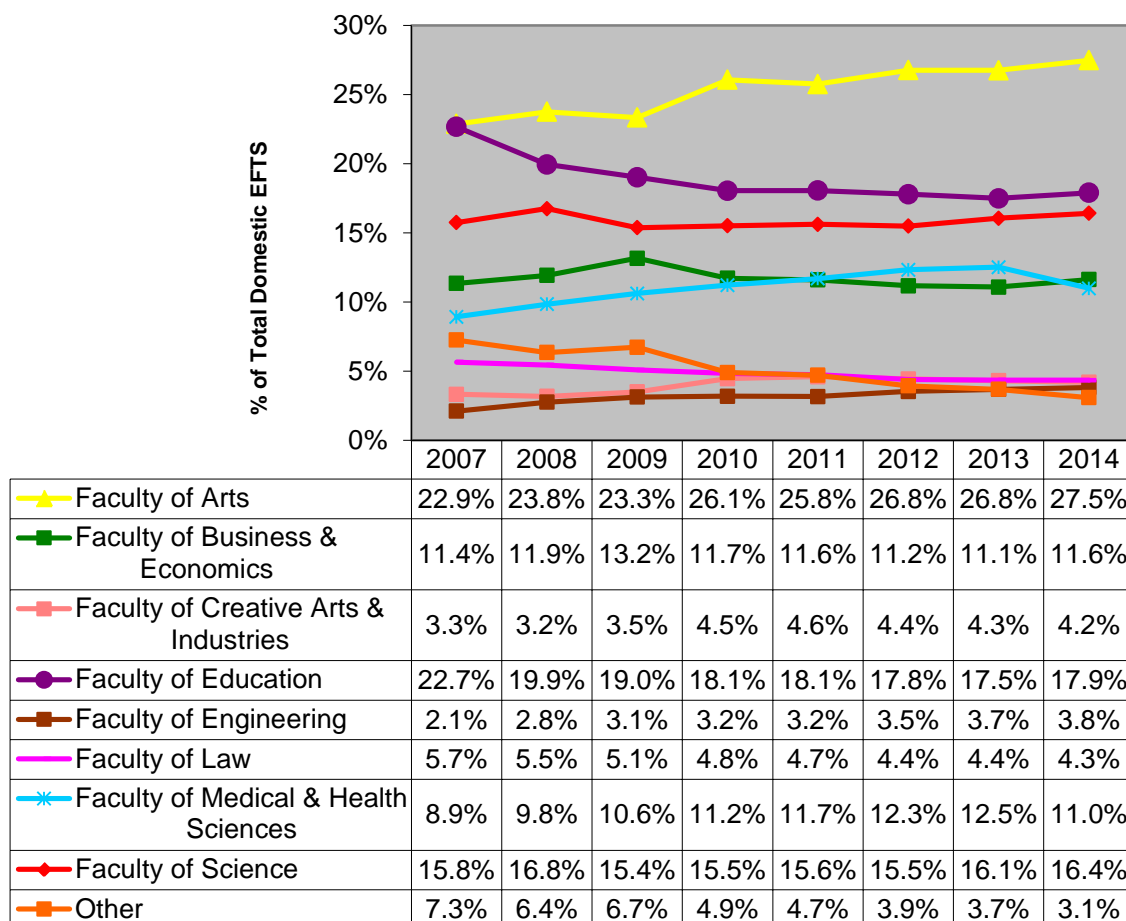 30%
25%
20%
15%
10%
5%
0%
% of Total Domestic EFTS
2007 2008 2009 2010 2011 2012 2013 2014
Faculty of Arts 22.9% 23.8% 23.3% 26.1% 25.8% 26.8% 26.8% 27.5%
Faculty of Business &
Economics 11.4% 11.9% 13.2% 11.7% 11.6% 11.2% 11.1% 11.6%
Faculty of Creative Arts &
Industries 3.3% 3.2% 3.5% 4.5% 4.6% 4.4% 4.3% 4.2%
Faculty of Education 22.7% 19.9% 19.0% 18.1% 18.1% 17.8% 17.5% 17.9%
Faculty of Engineering 2.1% 2.8% 3.1% 3.2% 3.2% 3.5% 3.7% 3.8%
Faculty of Law 5.7% 5.5% 5.1% 4.8% 4.7% 4.4% 4.4% 4.3%
Faculty of Medical & Health
Sciences 8.9% 9.8% 10.6% 11.2% 11.7% 12.3% 12.5% 11.0%
Faculty of Science 15.8% 16.8% 15.4% 15.5% 15.6% 15.5% 16.1% 16.4%
Other 7.3% 6.4% 6.7% 4.9% 4.7% 3.9% 3.7% 3.1%